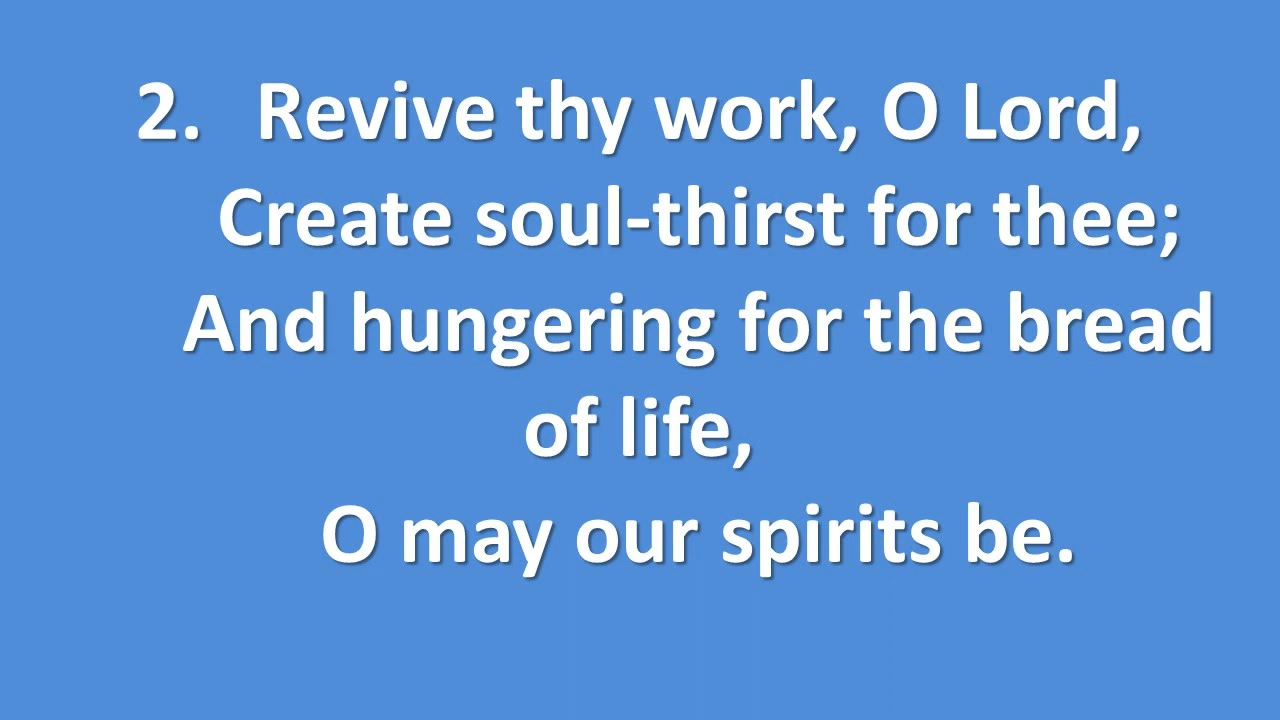 2. Revive thy work, O Lord,
Create soul-thirst for thee;
And hungering for the bread
of life,
O may our spirits be.